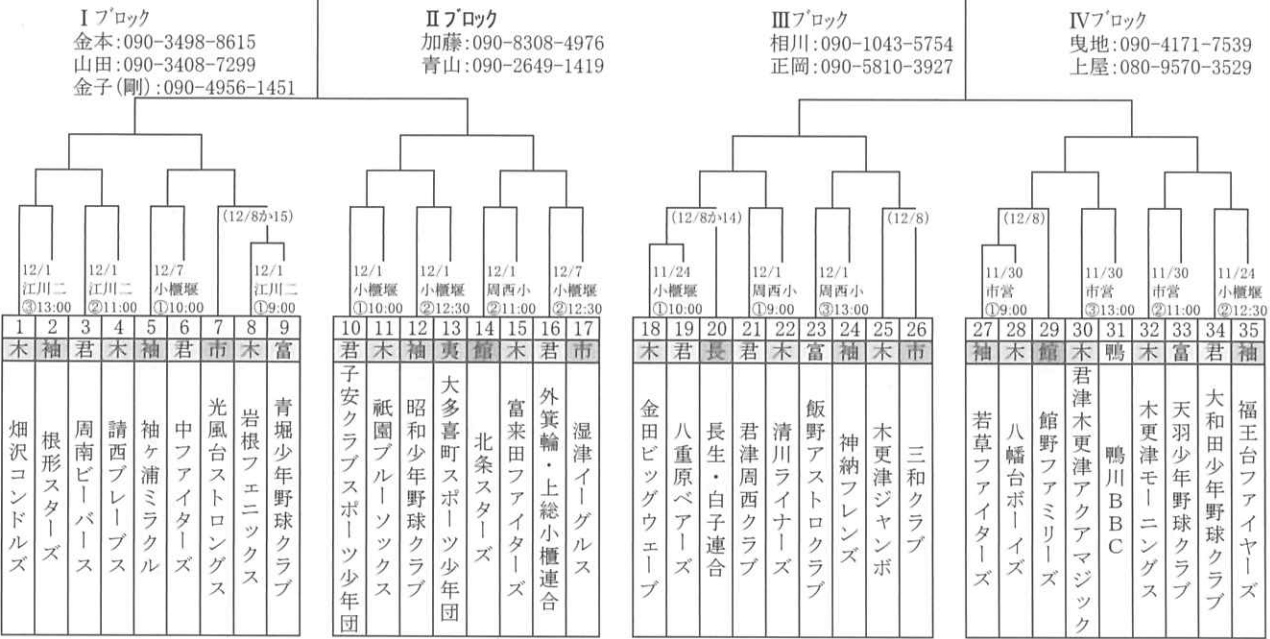 Ⅰブロック
金本:090-3498-8615
山田:090-3408-7299
金子(剛):090-4956-1451
Ⅱブロック
加藤:090-8308-4976
青山:090-2649-1419
Ⅲブロック
相川:090-1043-5754
正岡:090-5810-3927
Ⅳブロック
曳地:090-4171-7539
上屋:080-9570-3529
(12/8か15)
(12/8か14)
(12/8)
(12/8)
12/1
江川二
③13:00
12/1
江川二
②11:00
12/7
小櫃堰
①10:00
12/1
江川二
①9:00
12/1
小櫃堰
①10:00
12/1
小櫃堰
②12:30
12/1
周西小
②11:00
12/7
小櫃堰
②12:30
11/24
小櫃堰
①10:00
12/1
周西小
①9:00
12/1
周西小
③13:00
11/30
市営
①9:00
11/30
市営
③13:00
11/30
市営
②11:00
11/24
小櫃堰
②12:30
1 2 3 4 5 6 7 8 9
木 袖 君 木 袖 君 市 木 富
畑沢コンドルズ
根形スターズ
周南ビーバース
請西ブレーブス
袖ヶ浦ミラクル
中ファイターズ
光風台ストロングス
岩根フェニックス
青堀少年野球クラブ
10 11 12 13 14 15 16 17
君 木 袖 夷 館 木 君 市
子安クラブスポーツ少年団
祇園ブルーソックス
昭和少年野球クラブ
大多喜町スポーツ少年団
北条スターズ
富来田ファイターズ
外箕輪・上総小櫃連合
湿津イーグルス
18 19 20 21 22 23 24 25 26
木 君 長 君 木 富 袖 木 市
金田ビッグウェーブ
八重原ベアーズ
長生・白子連合
君津周西クラブ
清川ライナーズ
飯野アストロクラブ
神納フレンズ
木更津ジャンボ
三和クラブ
27 28 29 30 31 32 33 34 35
袖 木 館 木 鴨 木 富 君 袖
若草ファイターズ
八幡台ボーイズ
館野ファミリーズ
君津木更津アクアマジック
鴨川BBC
木更津モーニングス
天羽少年野球クラブ
大和田少年野球クラブ
福王台ファイヤーズ